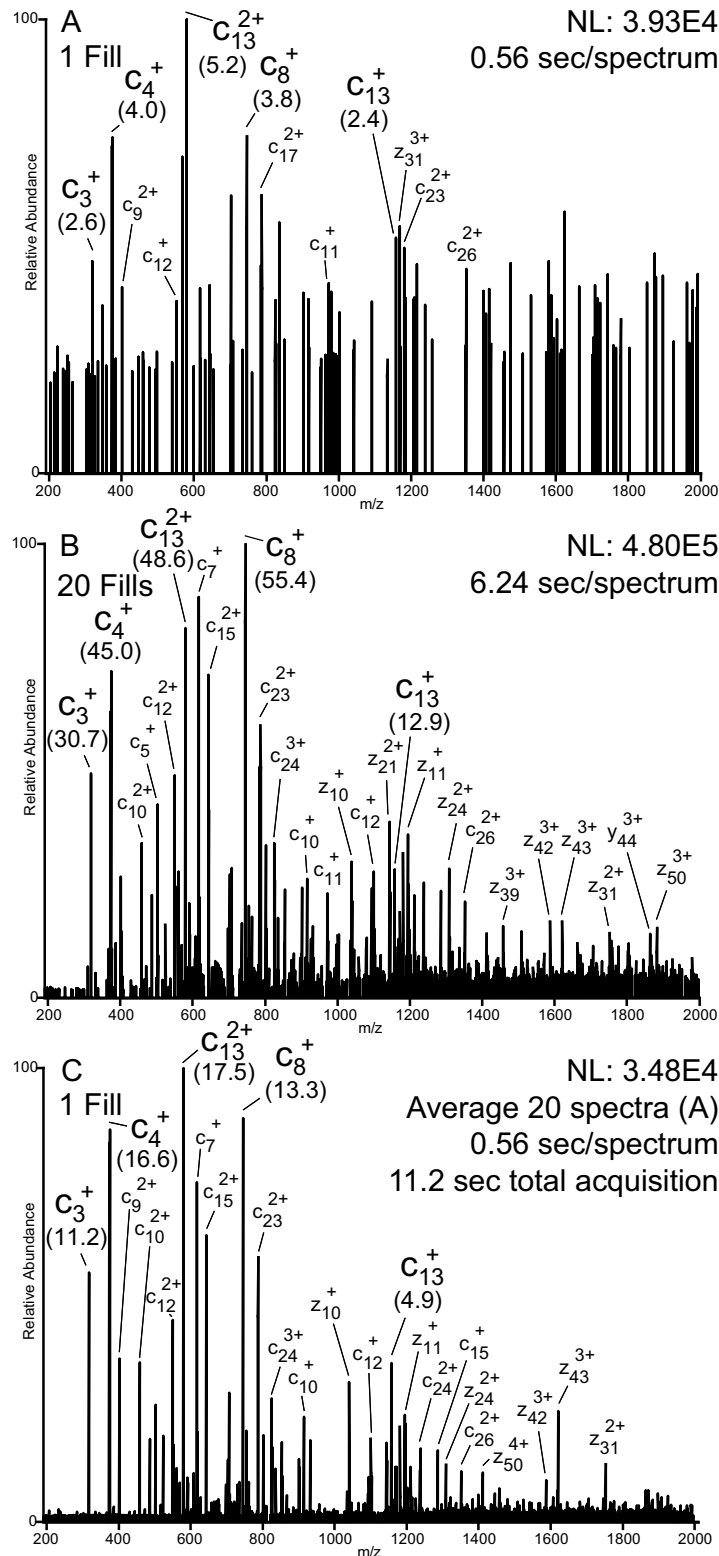 A
1 Fill
NL: 3.93E4
0.56 sec/spectrum
100
0
Relative Abundance
c3+
(2.6)
c4+
(4.0)
c9 2+
c12+
c13 2+
(5.2)
c8+
(3.8)
c17 2+
c11+
c13+
(2.4)
z31 3+
c23 2+
c26 2+
200 400 600 800 1000 1200 1400 1600 1800 2000
m/z
B
20 Fills
NL: 4.80E5
6.24 sec/spectrum
100
0
Relative Abundance
c3+
(30.7)
c4+
(45.0)
c10 2+
c5+
c12 2+
c13 2+
(48.6)
c7+
c15 2+
c8+
(55.4)
c23 2+
c24 3+
c10+
c11+
z10+
c12+
z21 2+
c13+
(12.9)
z11+
z24 2+
c26 2+
z39 3+
z42 3+
z43 3+
z31 2+
y44 3+
z50 3+
200 400 600 800 1000 1200 1400 1600 1800 2000
m/z
C
1 Fill
NL: 3.48E4
Average 20 spectra (A)
0.56 sec/spectrum
11.2 sec total acquisition
100
0
Relative Abundance
c3+
(11.2)
c4+
(16.6)
c9 2+
c10 2+
c12 2+
c13 2+
(17.5)
c7+
c15 2+
c8+
(13.3)
c23 2+
c24 3+
c10+
z10+
c12+
c13+
(4.9)
z11+
c24 2+
c15+
z24 2+
c26 2+
z50 4+
z42 3+
z43 3+
z31 2+
200 400 600 800 1000 1200 1400 1600 1800 2000
m/z